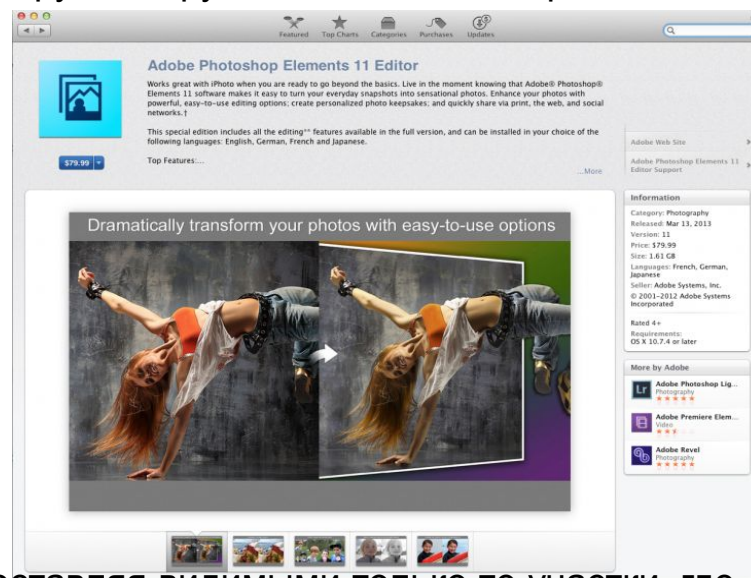 Featured Top Charts Categories Purchases Updates
Adobe Photoshop Elements 11 Editor
Works great with iPhoto when you are ready to go beyond the basics. Live in the moment knowing that Adobe® Photoshop®
Elements 11 software makes it easy to turn your everyday snapshots into sensational photos. Enhance your photos with
powerful, easy-to-use editing options; create personalized photo keepsakes; and quickly share via print, the web, and social
networks.†
This special edition includes all the editing** features available in the full version, and can be installed in your choice of the
following languages: English, German, French and Japanese.
Top Features:...
...More
$79.99
Adobe Web Site
Adobe Photoshop Elements 11
Editor Support
Dramatically transform your photos with easy-to-use options
Information
Category: Photography
Released: Mar 13, 2013
Version: 11
Price: $79.99
Size: 1.61 GB
Languages: French, German,
Japanese
Seller: Adobe Systems, Inc.
© 2001-2012 Adobe Systems
Incorporated
Rated 4+
Requirements:
OS X 10.7.4 or later
More by Adobe
Lr
Adobe Photoshop Lig...
Photography
Adobe Premiere Elem...
Video
Adobe Revel
Photography
оставляя видимыми только те участки, где